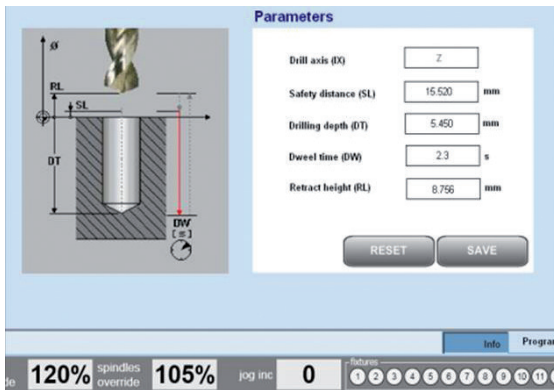 Parameters
Ø
RL
SL
DT
DW
[s]
Drill axis (IX) Z
Safety distance (SL) 15.520 mm
Drilling depth (DT) 5.450 mm
Dweel time (DW) 2.3 s
Retract height (RL) 8.756 mm
RESET SAVE
Info Program
de 120% spindles override 105% jog inc 0 fixtures 1 2 3 4 5 6 7 8 9 10 11